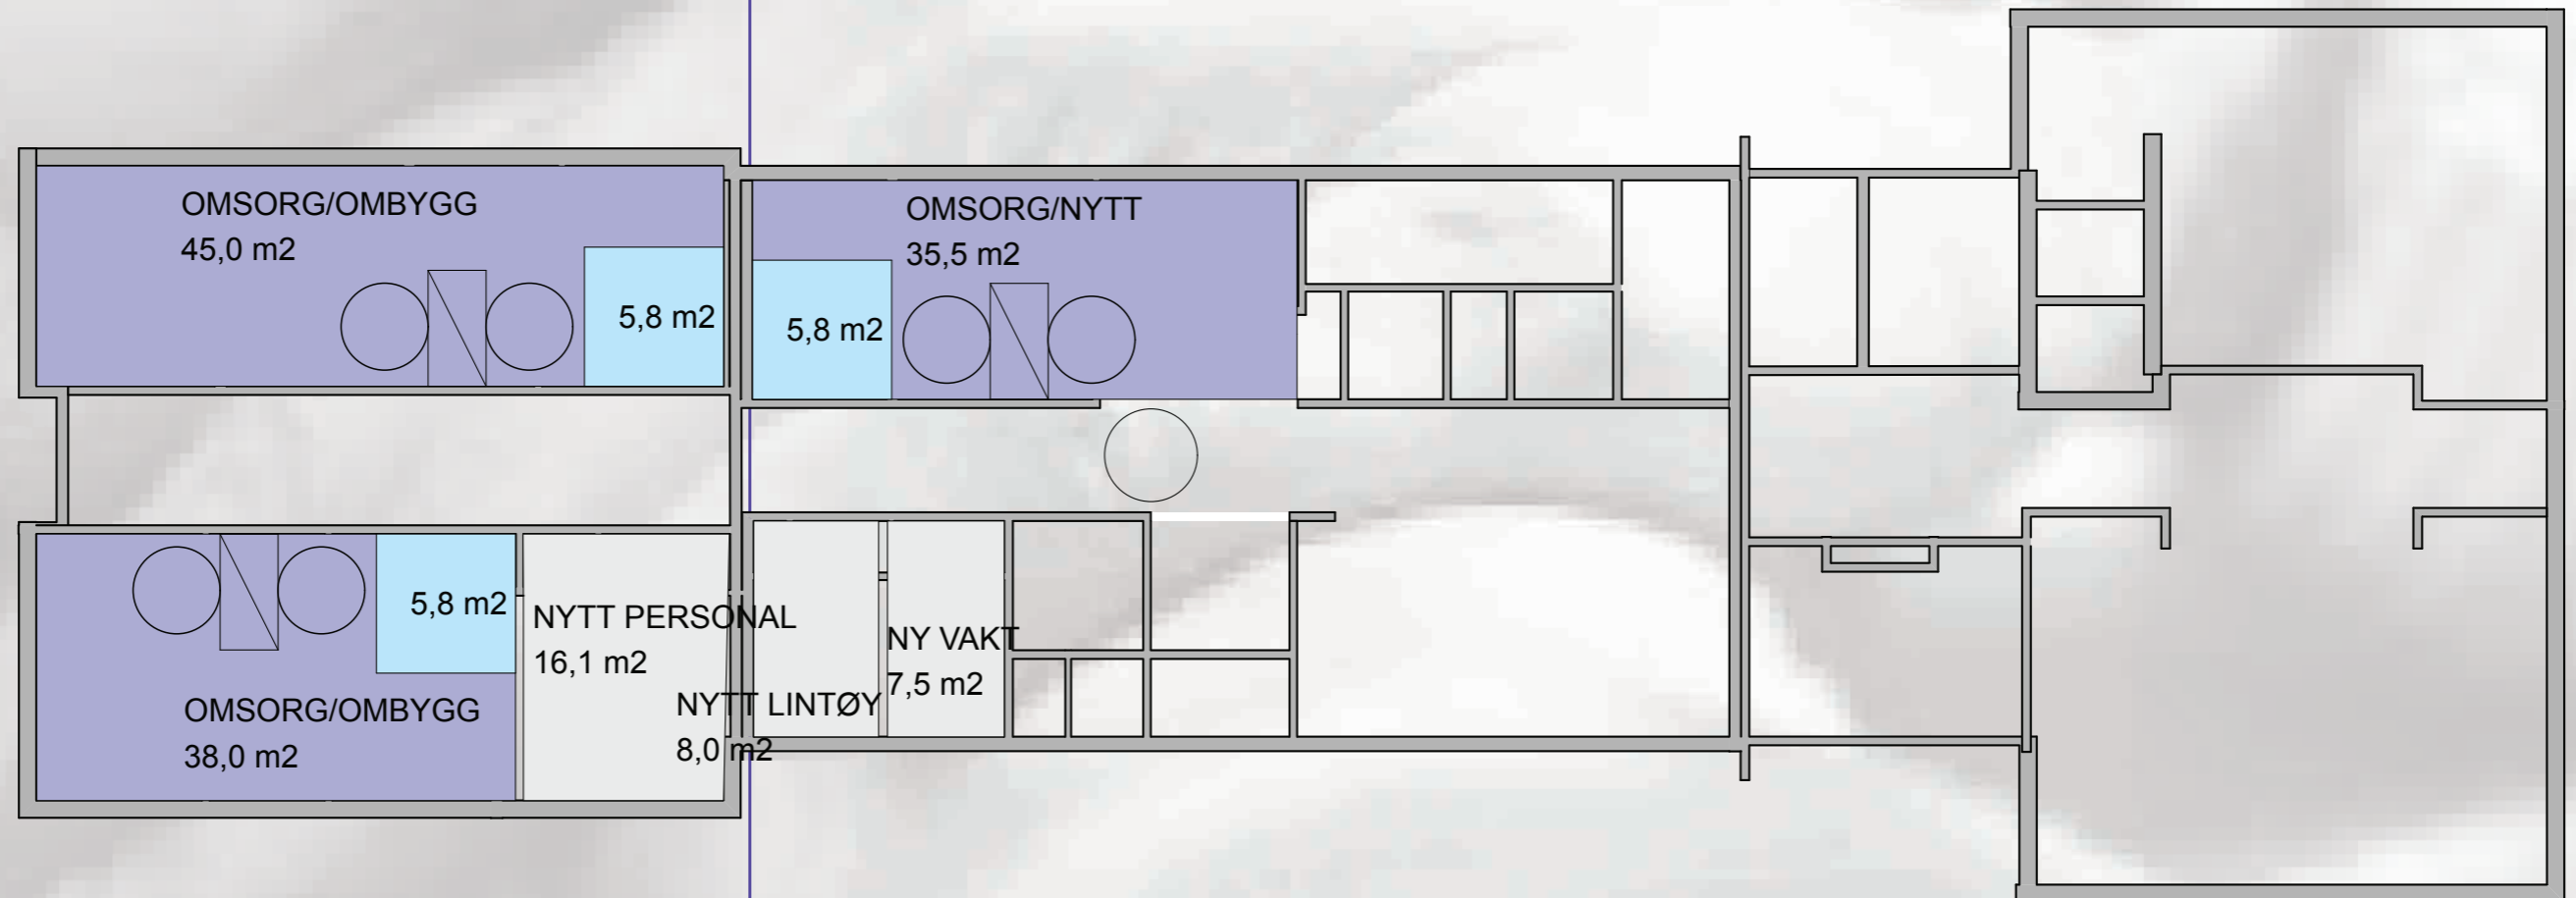 OMSORG/OMBYGG
45,0 m2
5,8 m2
OMSORG/NYTT
35,5 m2
5,8 m2
5,8 m2
OMSORG/OMBYGG
38,0 m2
NYTT PERSONAL
16,1 m2
NYTT LINTØY
8,0 m2
NY VAKT
7,5 m2